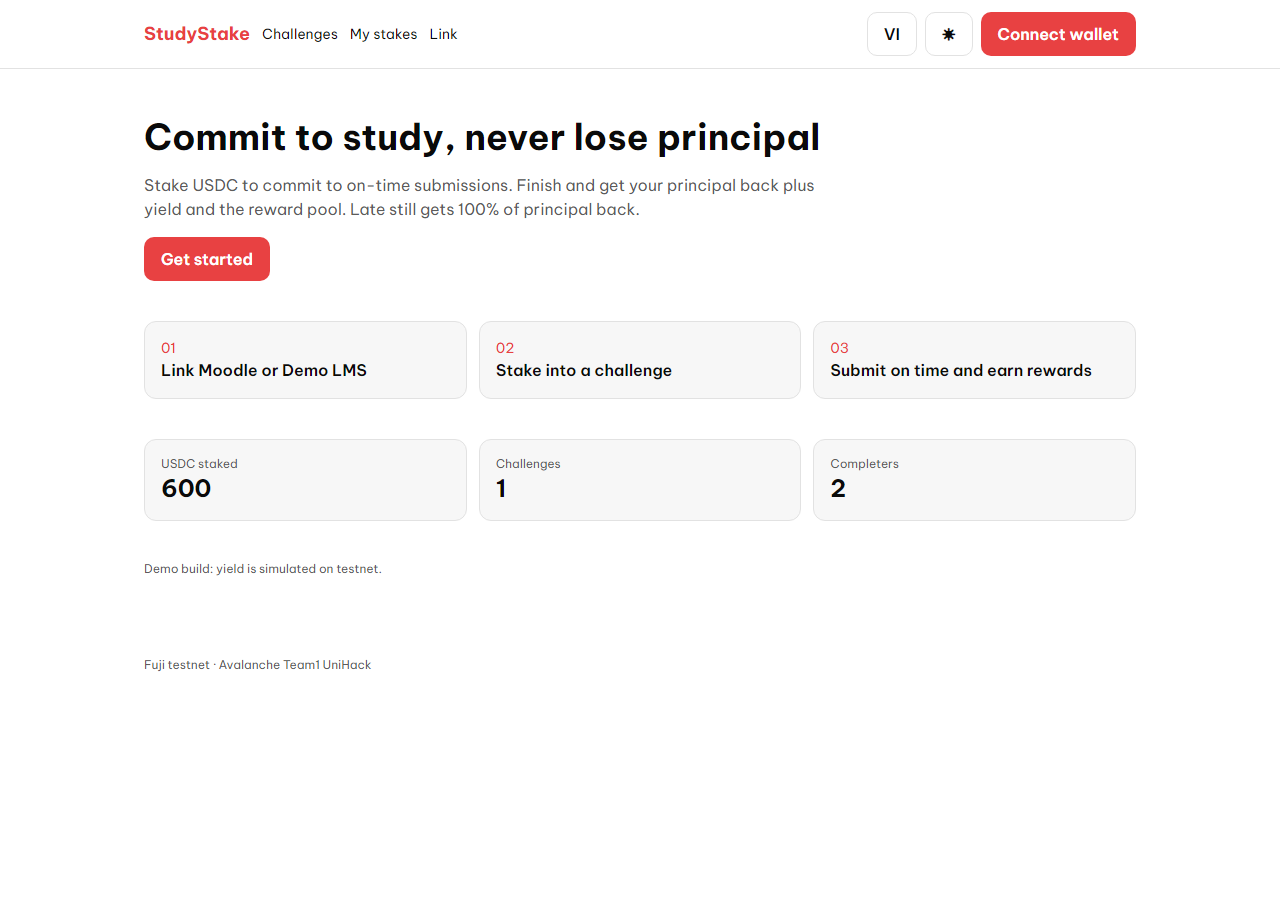 StudyStake Challenges My stakes Link VI Connect wallet
Commit to study, never lose principal
Stake USDC to commit to on-time submissions. Finish and get your principal back plus
yield and the reward pool. Late still gets 100% of principal back.
Get started
01
Link Moodle or Demo LMS
02
Stake into a challenge
03
Submit on time and earn rewards
USDC staked
600
Challenges
1
Completers
2
Demo build: yield is simulated on testnet.
Fuji testnet · Avalanche Team1 UniHack